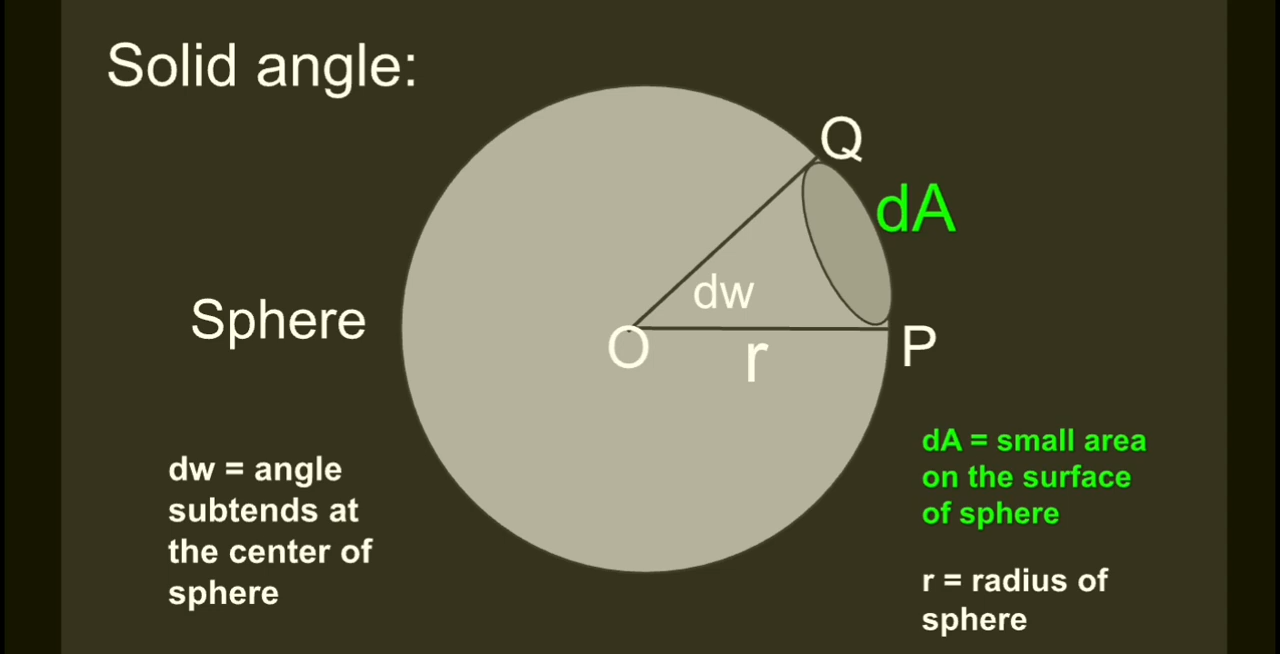 Solid angle:
Q
dA
dw
Sphere
O
r
P
dw = angle
subtends at
the center of
sphere
dA = small area
on the surface
of sphere
r = radius of
sphere